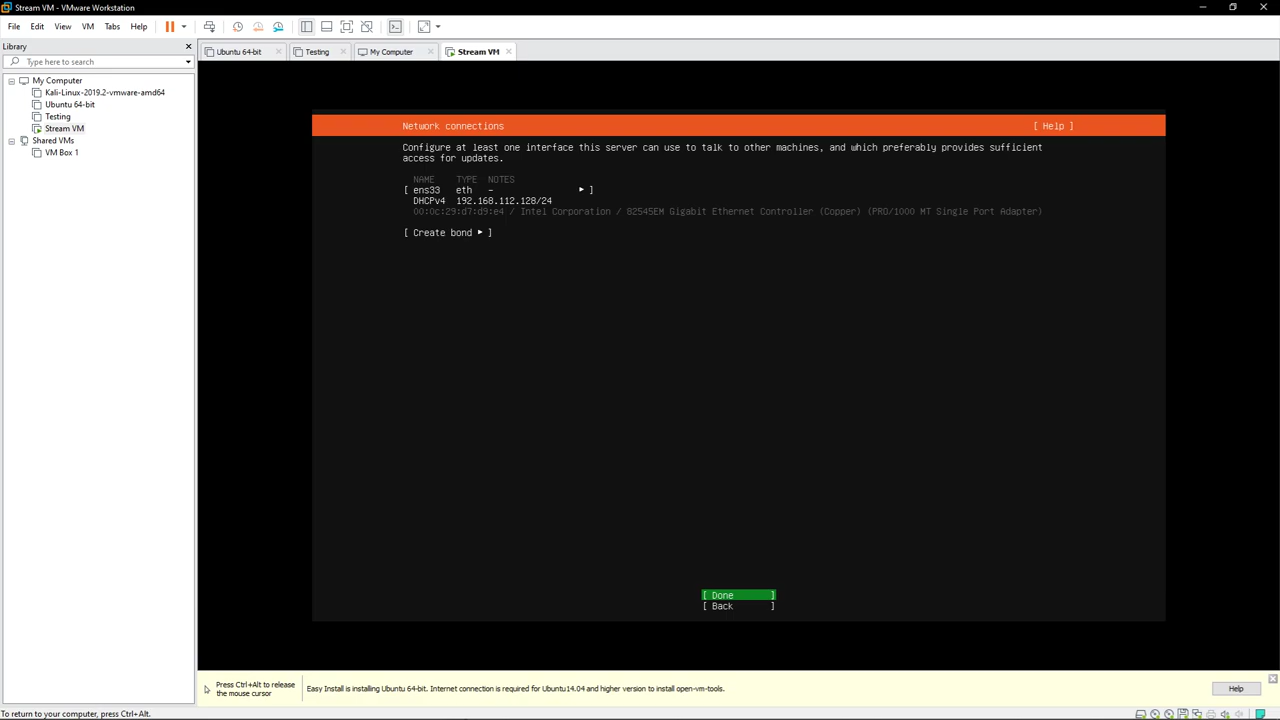 Stream VM - VMware Workstation
File Edit View VM Tabs Help
Library
Type here to search
My Computer
Kali-Linux-2019.2-vmware-amd64
Ubuntu 64-bit
Testing
Stream VM
Shared VMs
VM Box 1
Ubuntu 64-bit Testing My Computer Stream VM
Network connections [ Help ]
Configure at least one interface this server can use to talk to other machines, and which preferably provides sufficient
access for updates.
NAME TYPE NOTES
[ ens33 eth – ▸ ]
DHCPv4 192.168.112.128/24
00:0c:29:d7:d9:e4 / Intel Corporation / 82545EM Gigabit Ethernet Controller (Copper) (PRO/1000 MT Single Port Adapter)
[ Create bond ▸ ]
[ Done ]
[ Back ]
Press Ctrl+Alt to release
the mouse cursor
Easy Install is installing Ubuntu 64-bit. Internet connection is required for Ubuntu14.04 and higher version to install open-vm-tools.
Help
To return to your computer, press Ctrl+Alt.